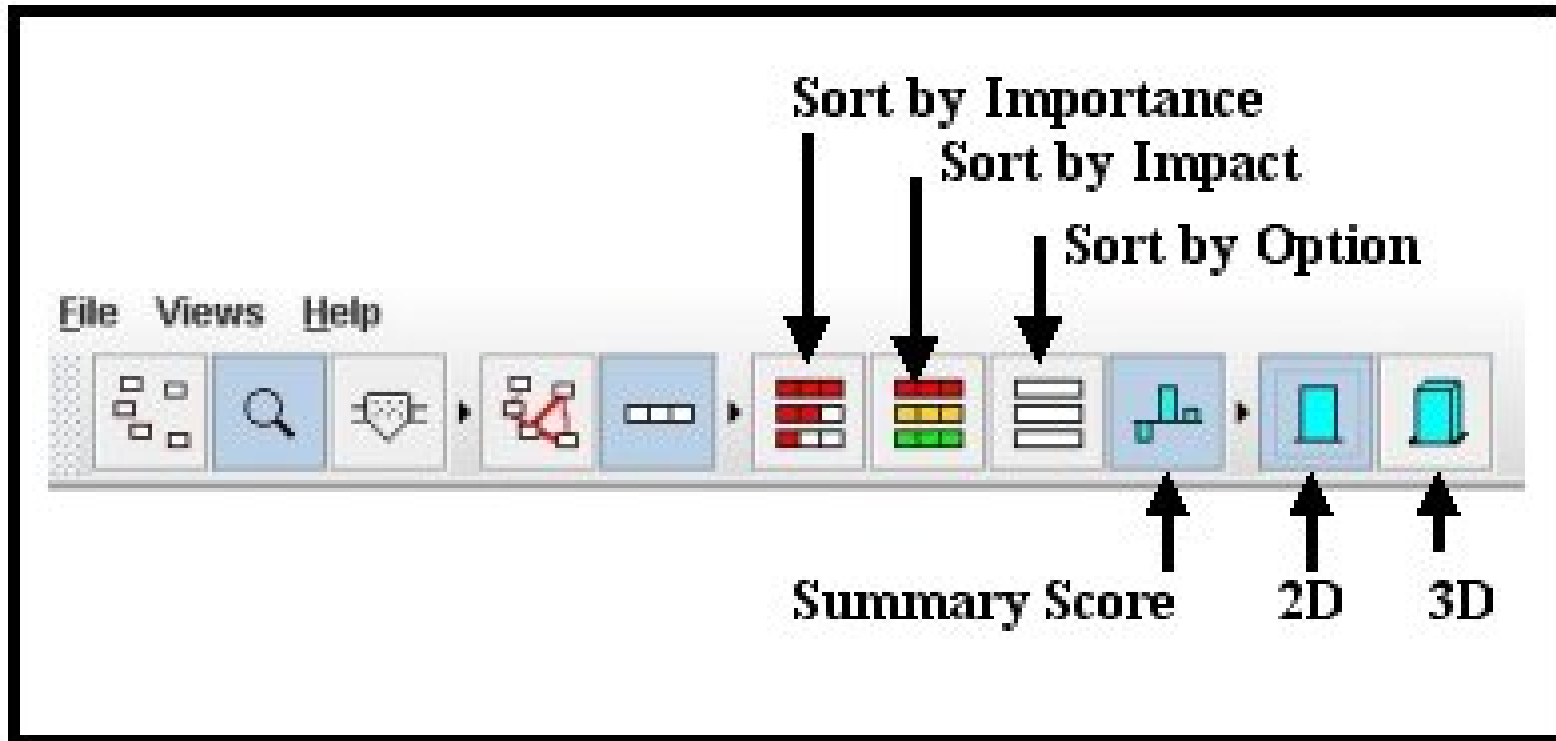 Sort by Importance
Sort by Impact
Sort by Option
File Views Help
Summary Score 2D 3D